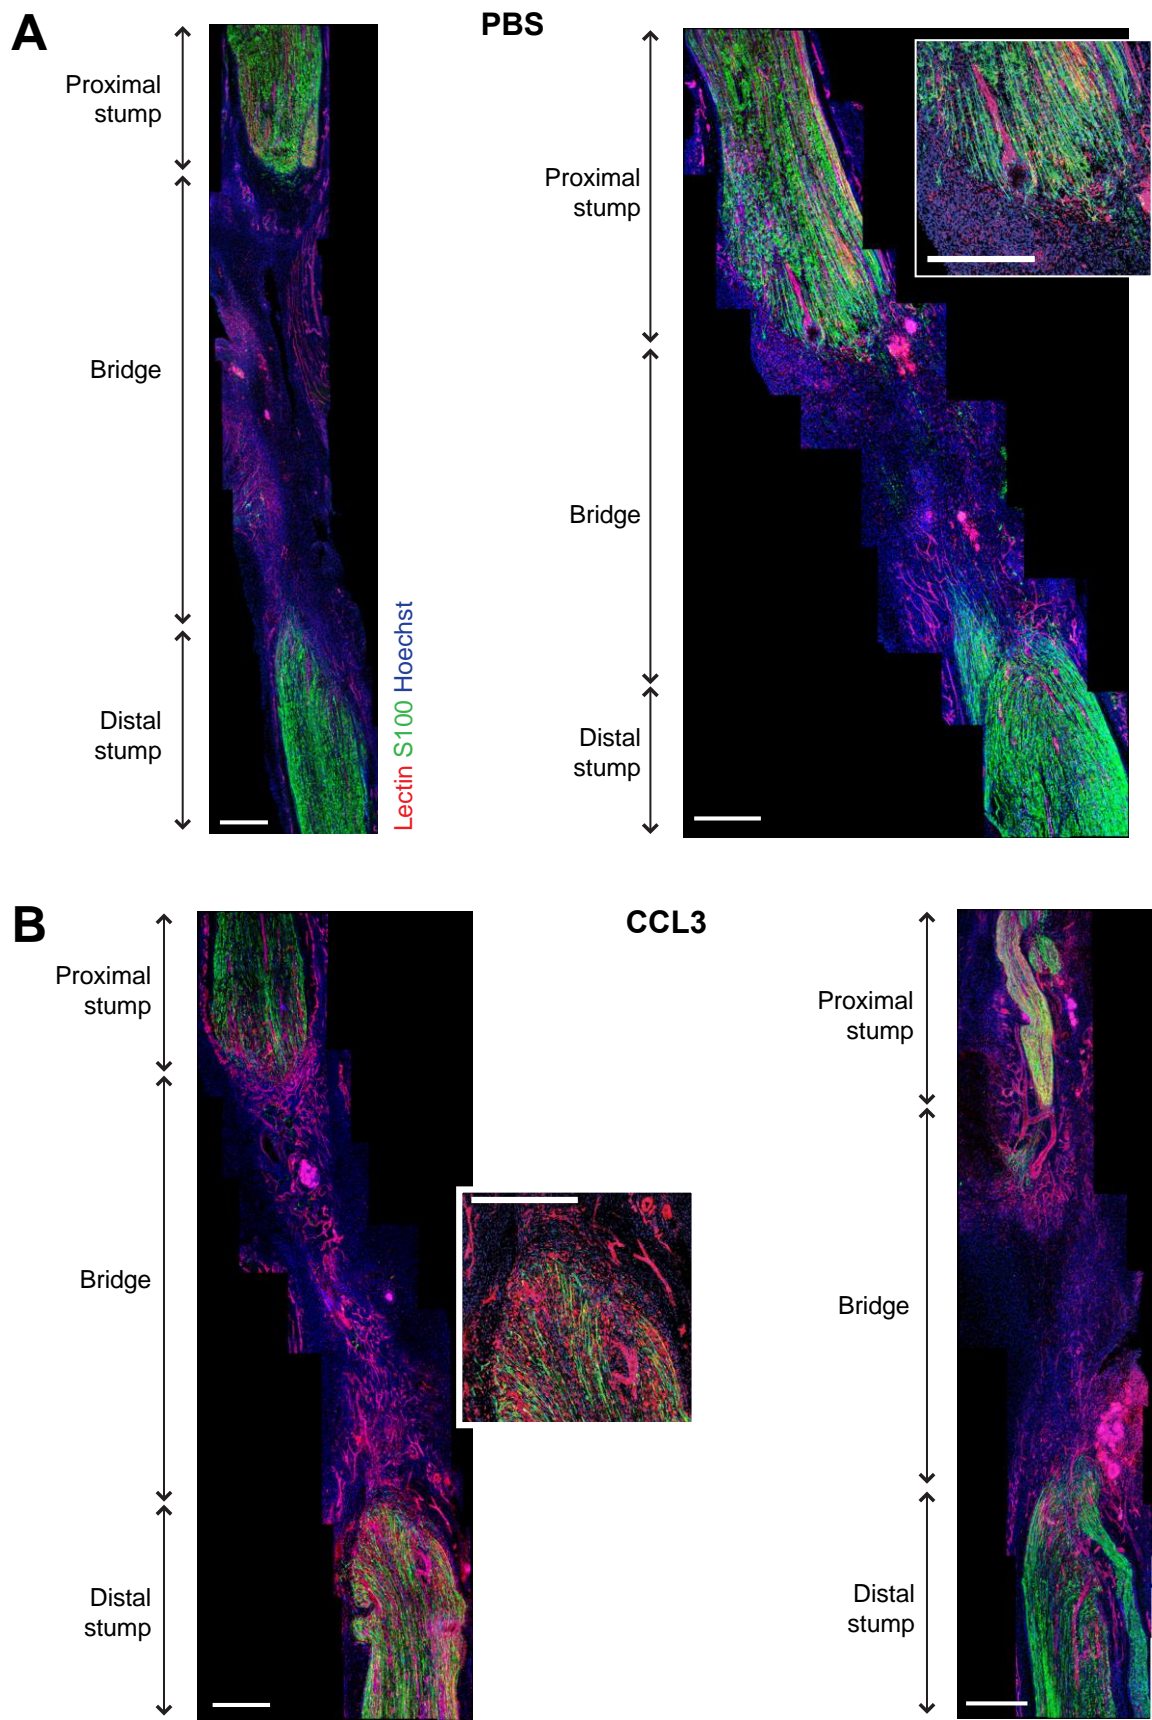 A
PBS
Proximal
stump
Bridge
Distal
stump
Lectin S100 Hoechst
Proximal
stump
Bridge
Distal
stump
B
CCL3
Proximal
stump
Bridge
Distal
stump
Proximal
stump
Bridge
Distal
stump